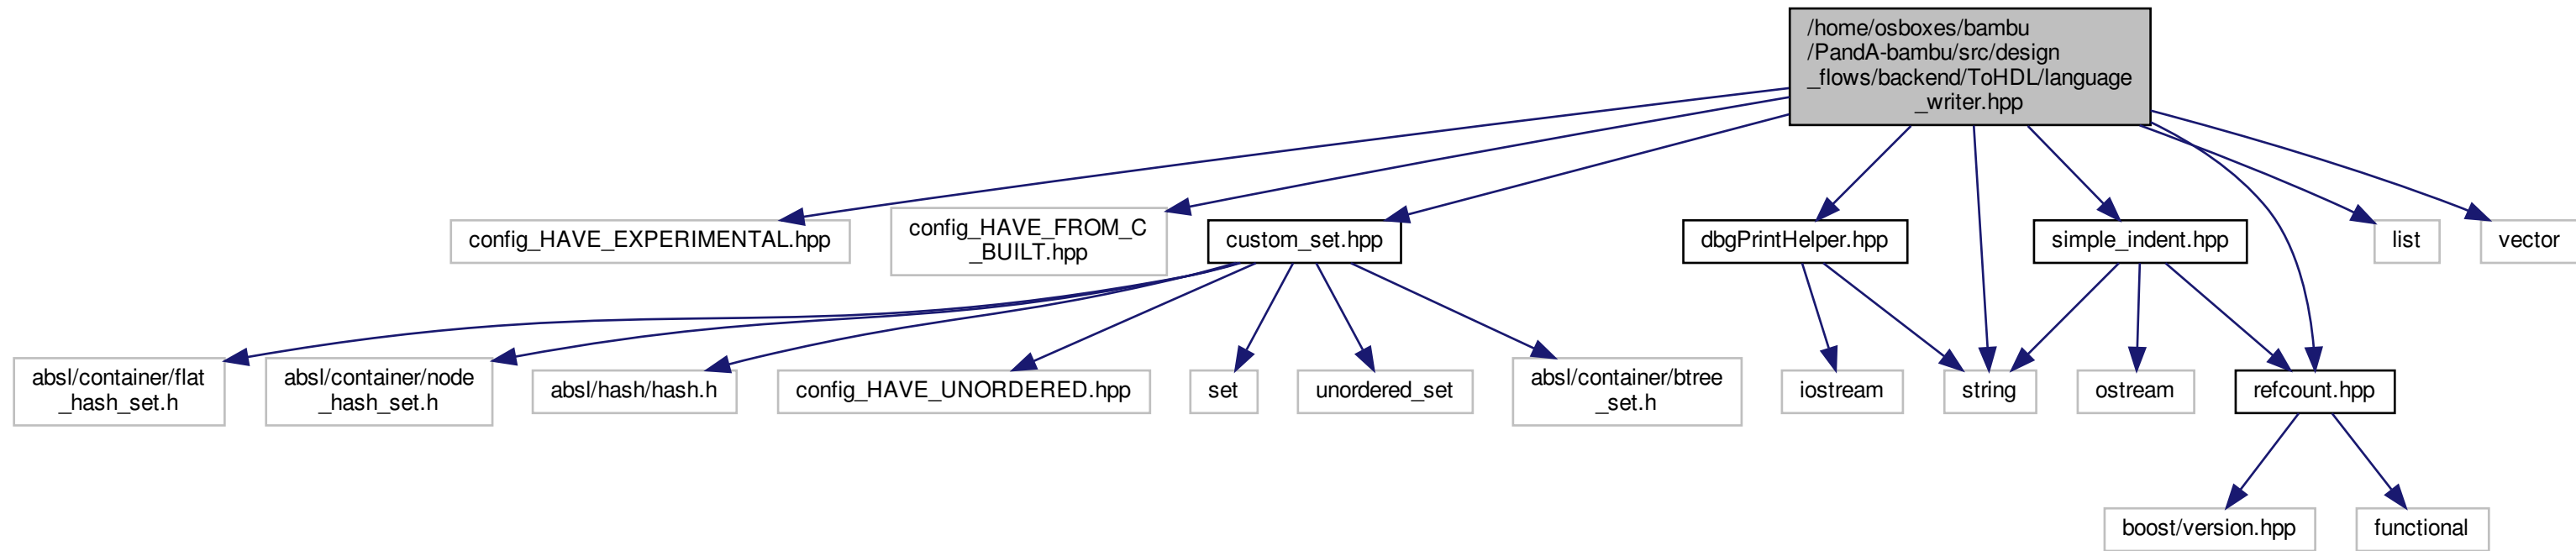 /home/osboxes/bambu
/PandA-bambu/src/design
_flows/backend/ToHDL/language
_writer.hpp
config_HAVE_EXPERIMENTAL.hpp
config_HAVE_FROM_C
_BUILT.hpp
custom_set.hpp
dbgPrintHelper.hpp
simple_indent.hpp
list
vector
absl/container/flat
_hash_set.h
absl/container/node
_hash_set.h
absl/hash/hash.h
config_HAVE_UNORDERED.hpp
set
unordered_set
absl/container/btree
_set.h
iostream
string
ostream
refcount.hpp
boost/version.hpp
functional